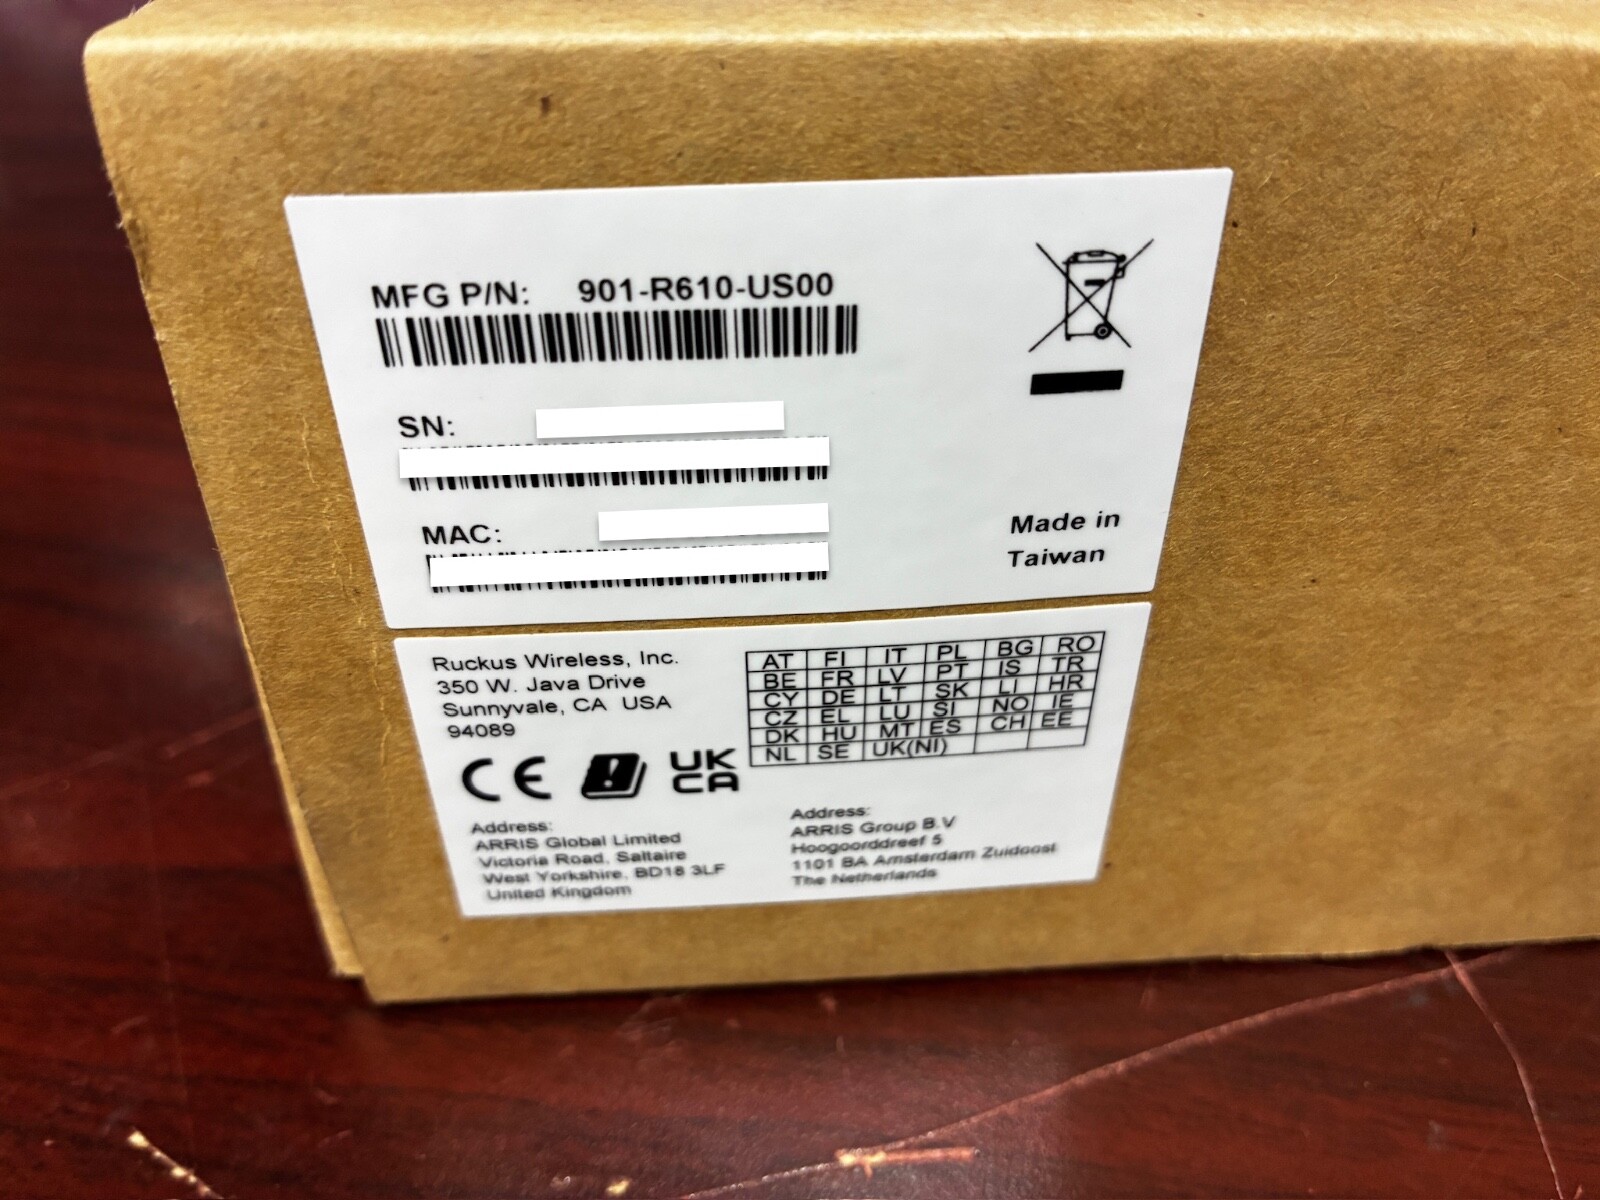 MFG P/N: 901-R610-US00
SN:
MAC:
Made in
Taiwan
Ruckus Wireless, Inc.
350 W. Java Drive
Sunnyvale, CA USA
94089
AT FI IT PL BG RO
BE FR LV PT IS TR
CY DE LT SK LI HR
CZ EL LU SI NO IE
DK HU MT ES CH EE
NL SE UK(NI)
CE
UK
CA
Address:
ARRIS Global Limited
Victoria Road, Saltaire
West Yorkshire, BD18 3LF
United Kingdom
Address:
ARRIS Group B.V
Hoogoorddreef 5
1101 BA Amsterdam Zuidoost
The Netherlands